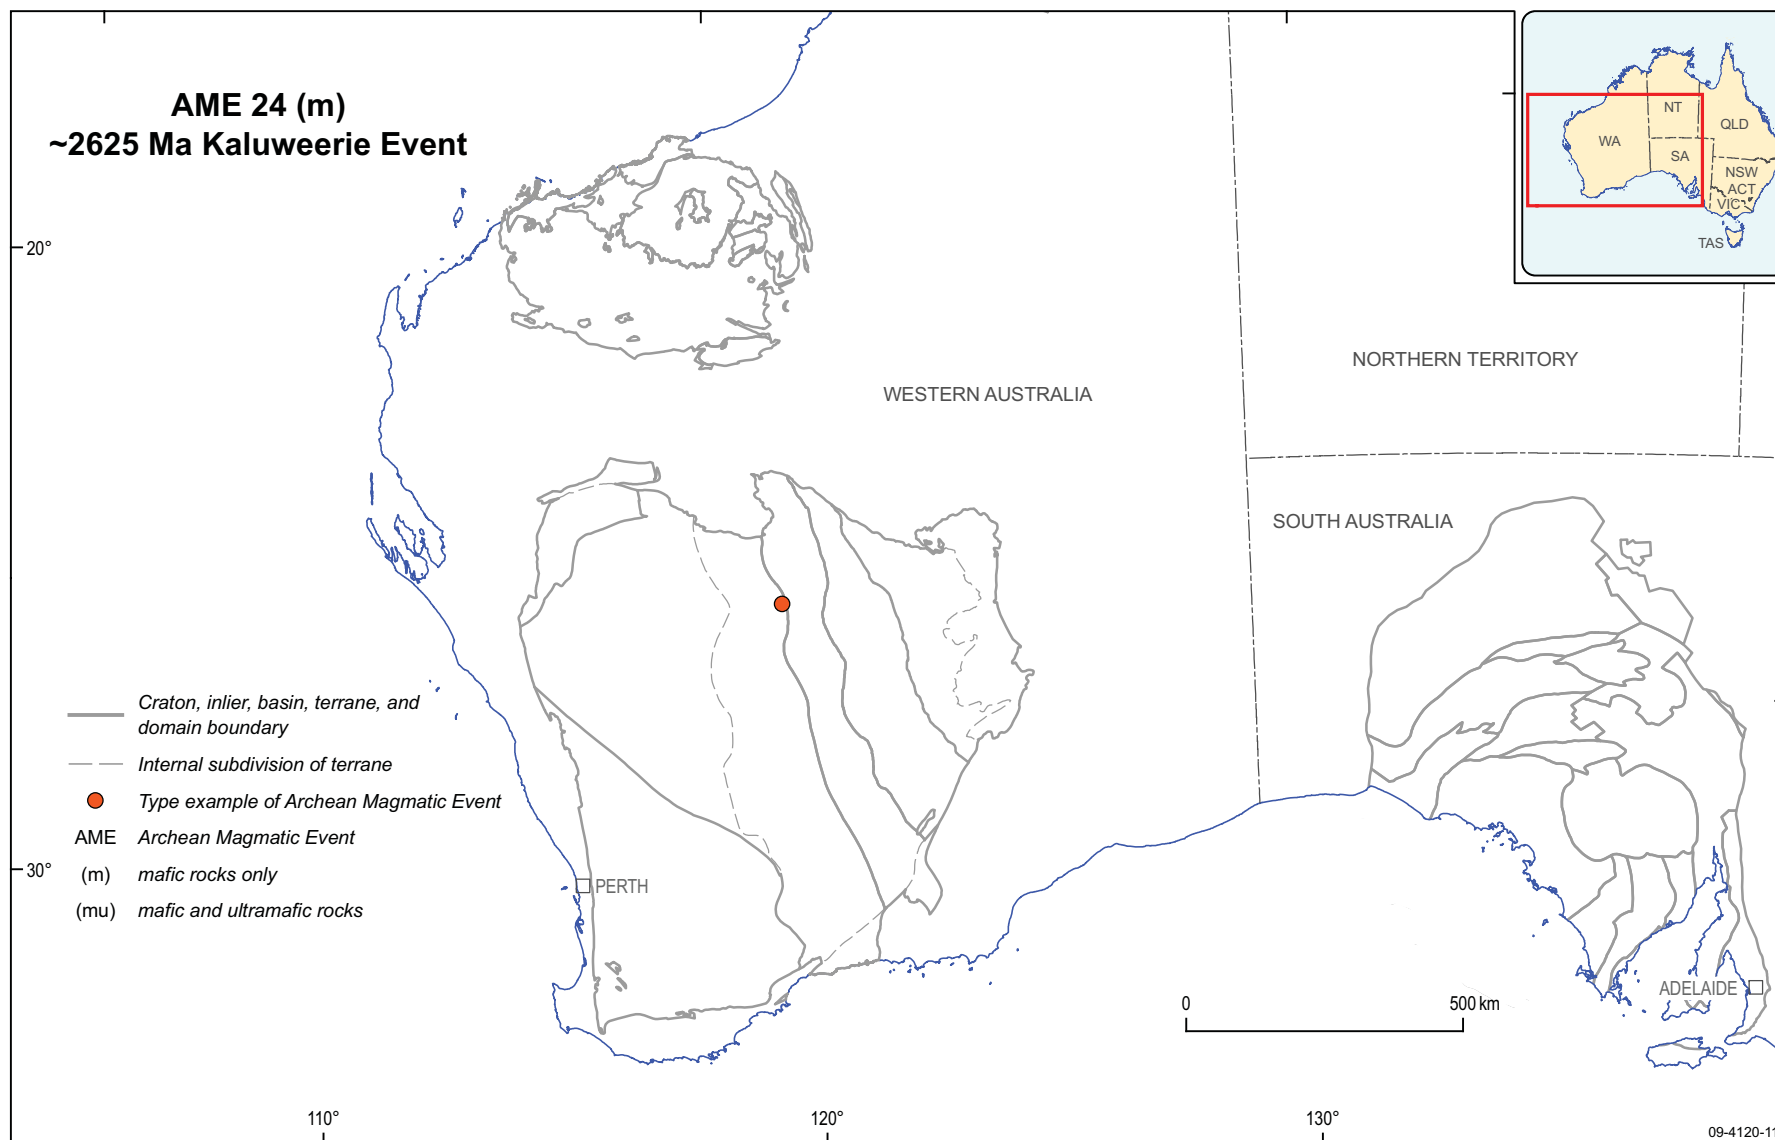 AME 24 (m)
~2625 Ma Kaluweerie Event
NT
QLD
WA
SA
NSW
ACT
VIC
TAS
20°
NORTHERN TERRITORY
WESTERN AUSTRALIA
SOUTH AUSTRALIA
Craton, inlier, basin, terrane, and
domain boundary
Internal subdivision of terrane
Type example of Archean Magmatic Event
AME Archean Magmatic Event
(m) mafic rocks only
(mu) mafic and ultramafic rocks
30°
PERTH
ADELAIDE
0 500 km
110° 120° 130°
09-4120-11